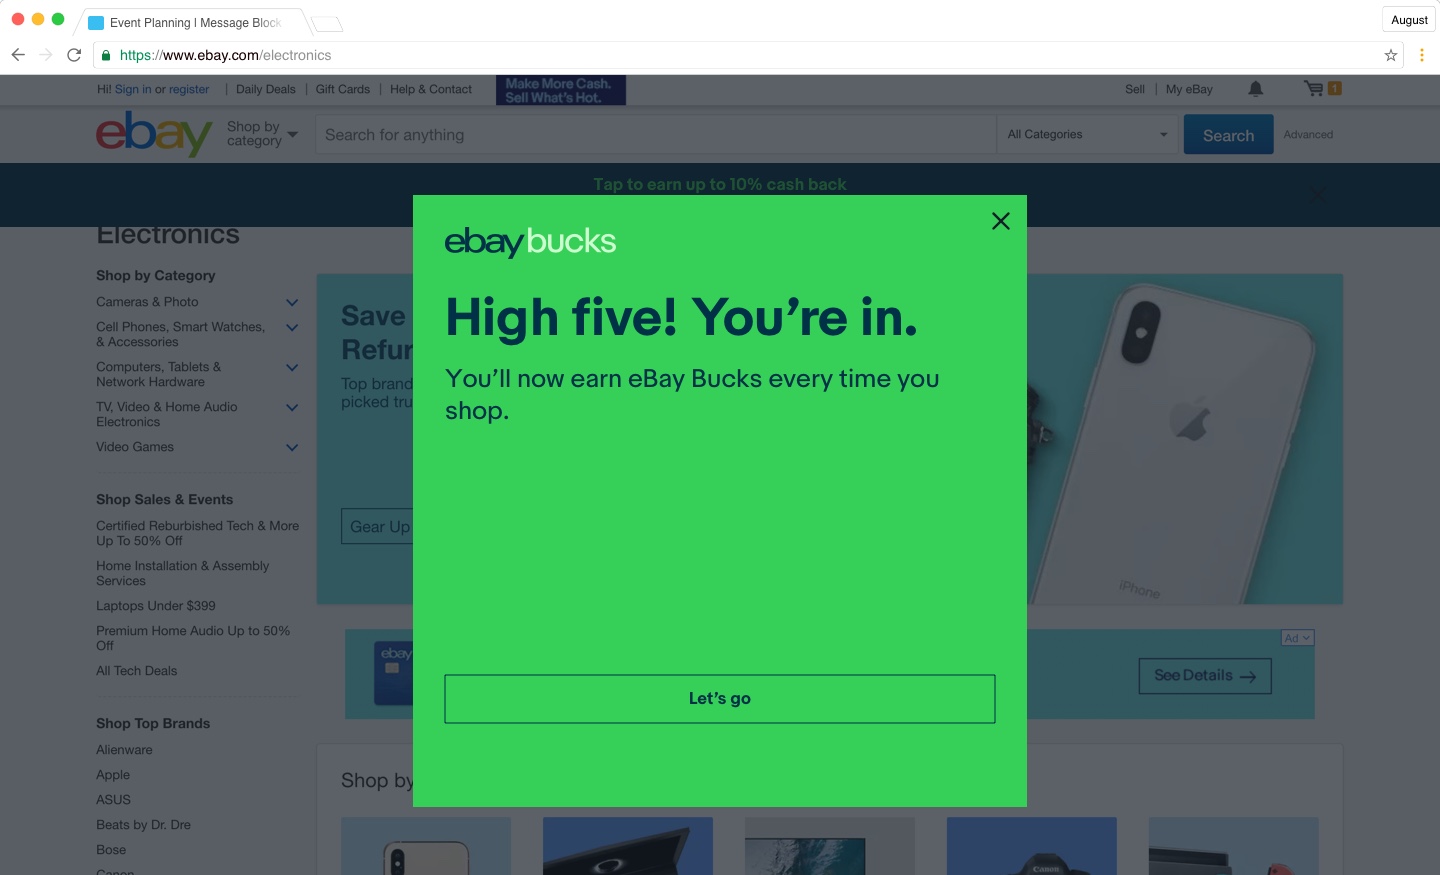 Event Planning | Message Block
August
https://www.ebay.com/electronics
Hi! Sign in or register | Daily Deals | Gift Cards | Help & Contact
Make More Cash.
Sell What's Hot.
Sell | My eBay
1
ebay
Shop by
category
Search for anything
All Categories
Search
Advanced
Tap to earn up to 10% cash back
Electronics
Shop by Category
Cameras & Photo
Cell Phones, Smart Watches,
& Accessories
Computers, Tablets &
Network Hardware
TV, Video & Home Audio
Electronics
Video Games
Shop Sales & Events
Certified Reburbished Tech & More
Up To 50% Off
Home Installation & Assembly
Services
Laptops Under $399
Premium Home Audio Up to 50%
Off
All Tech Deals
Shop Top Brands
Alienware
Apple
ASUS
Beats by Dr. Dre
Bose
Save
Refur
Top brand
picked tru
Gear Up
ebay bucks
High five! You're in.
You'll now earn eBay Bucks every time you
shop.
Let's go
iPhone
ebay
Ad
See Details
Shop by
Canon